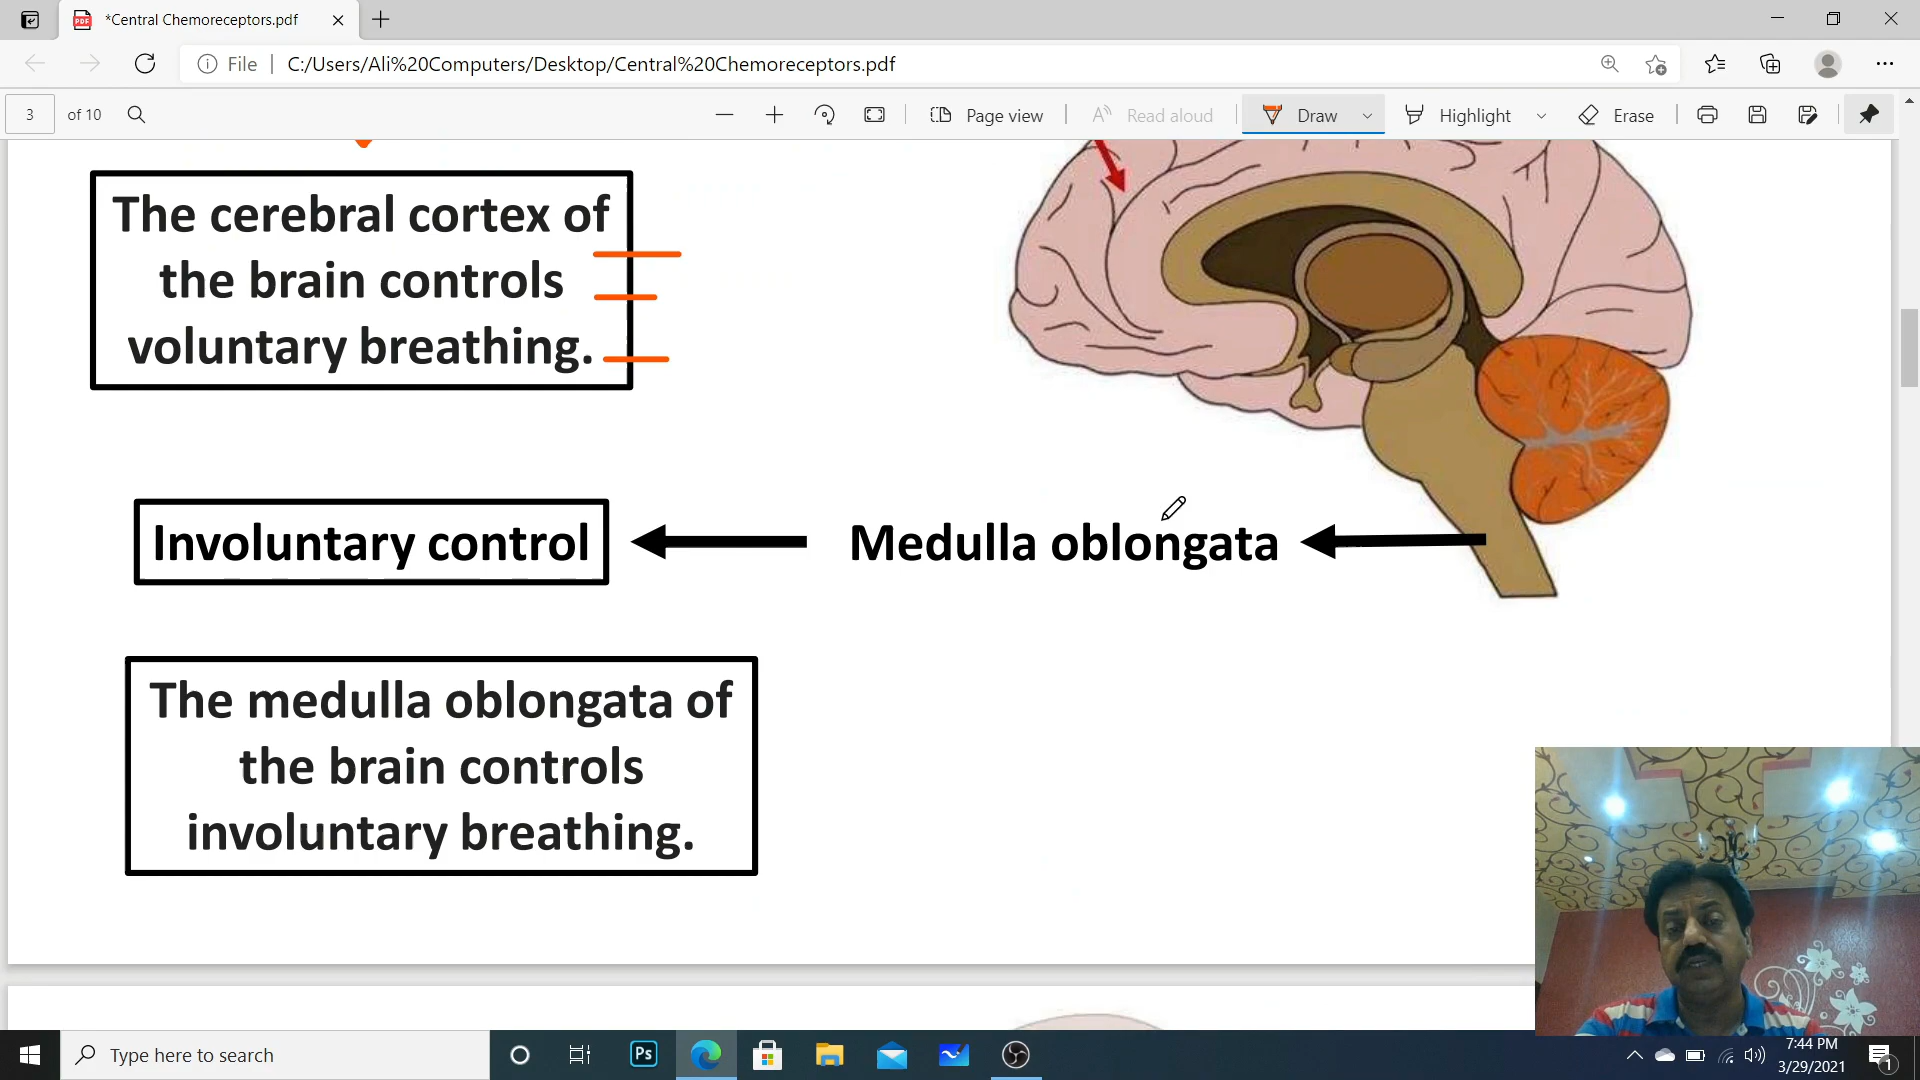 *Central Chemoreceptors.pdf
File
C:/Users/Ali%20Computers/Desktop/Central%20Chemoreceptors.pdf
3 of 10
Page view
Read aloud
Draw
Highlight
Erase
The cerebral cortex of
the brain controls
voluntary breathing.
Involuntary control
Medulla oblongata
The medulla oblongata of
the brain controls
involuntary breathing.
Type here to search
Ps
7:44 PM
3/29/2021
1